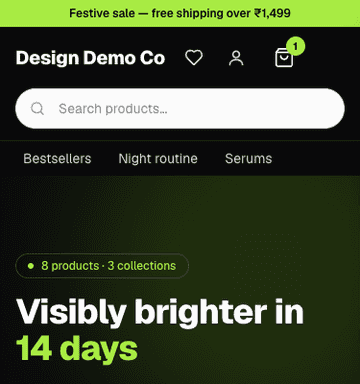 Festive sale — free shipping over ₹1,499
Design Demo Co
1
Search products...
Bestsellers Night routine Serums
8 products · 3 collections
Visibly brighter in
14 days